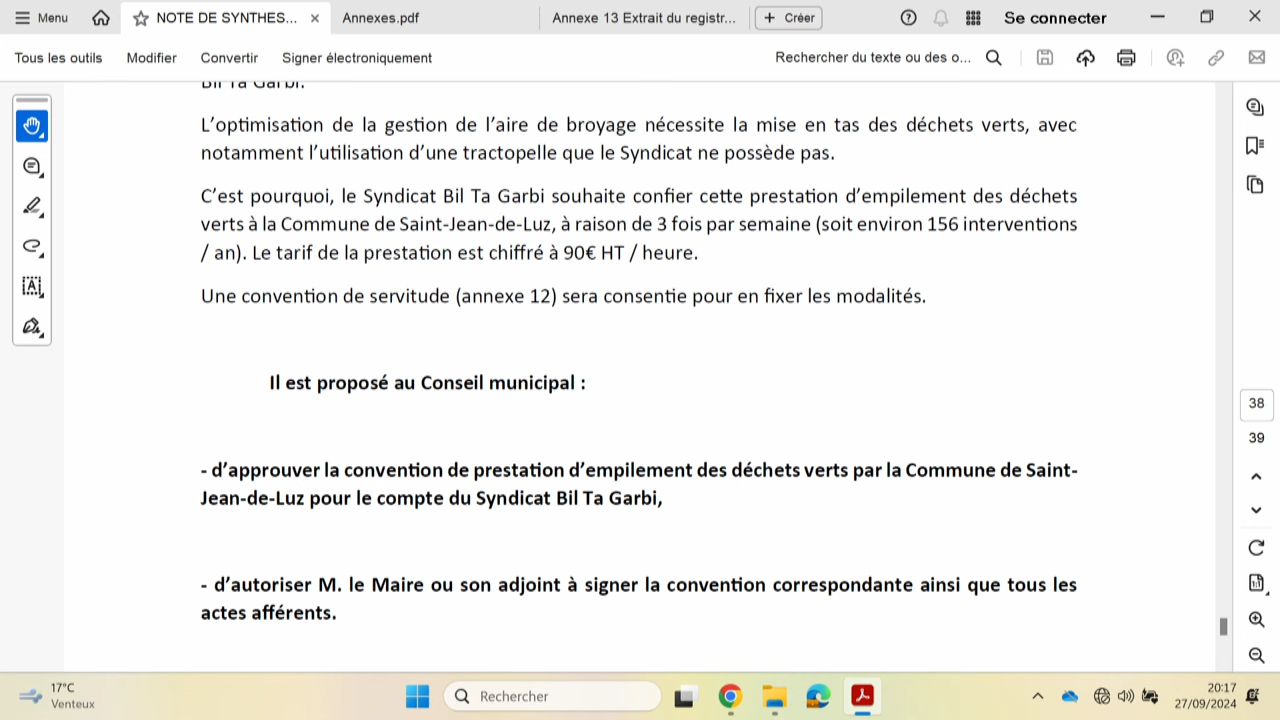 Menu
NOTE DE SYNTHES...
Annexes.pdf
Annexe 13 Extrait du registr...
+ Créer
Se connecter
Tous les outils
Modifier
Convertir
Signer électroniquement
Rechercher du texte ou des o...
Bil Ta Garbi.
L’optimisation de la gestion de l’aire de broyage nécessite la mise en tas des déchets verts, avec
notamment l’utilisation d’une tractopelle que le Syndicat ne possède pas.
C’est pourquoi, le Syndicat Bil Ta Garbi souhaite confier cette prestation d’empilement des déchets
verts à la Commune de Saint-Jean-de-Luz, à raison de 3 fois par semaine (soit environ 156 interventions
/ an). Le tarif de la prestation est chiffré à 90€ HT / heure.
Une convention de servitude (annexe 12) sera consentie pour en fixer les modalités.
Il est proposé au Conseil municipal :
- d’approuver la convention de prestation d’empilement des déchets verts par la Commune de Saint-
Jean-de-Luz pour le compte du Syndicat Bil Ta Garbi,
- d’autoriser M. le Maire ou son adjoint à signer la convention correspondante ainsi que tous les
actes afférents.
38
39
17°C
Venteux
Rechercher
20:17
27/09/2024